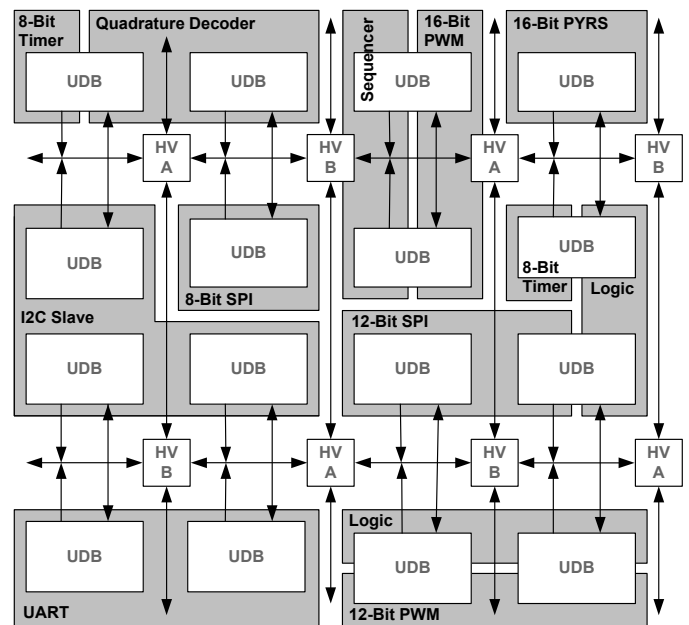 8-Bit
Timer
Quadrature Decoder
Sequencer
16-Bit
PWM
16-Bit PYRS
UDB
UDB
UDB
UDB
HV
A
HV
B
HV
A
HV
B
UDB
UDB
UDB
UDB
8-Bit SPI
8-Bit
Timer
Logic
I2C Slave
12-Bit SPI
UDB
UDB
UDB
UDB
HV
B
HV
A
HV
B
HV
A
Logic
UDB
UDB
UDB
UDB
UART
12-Bit PWM